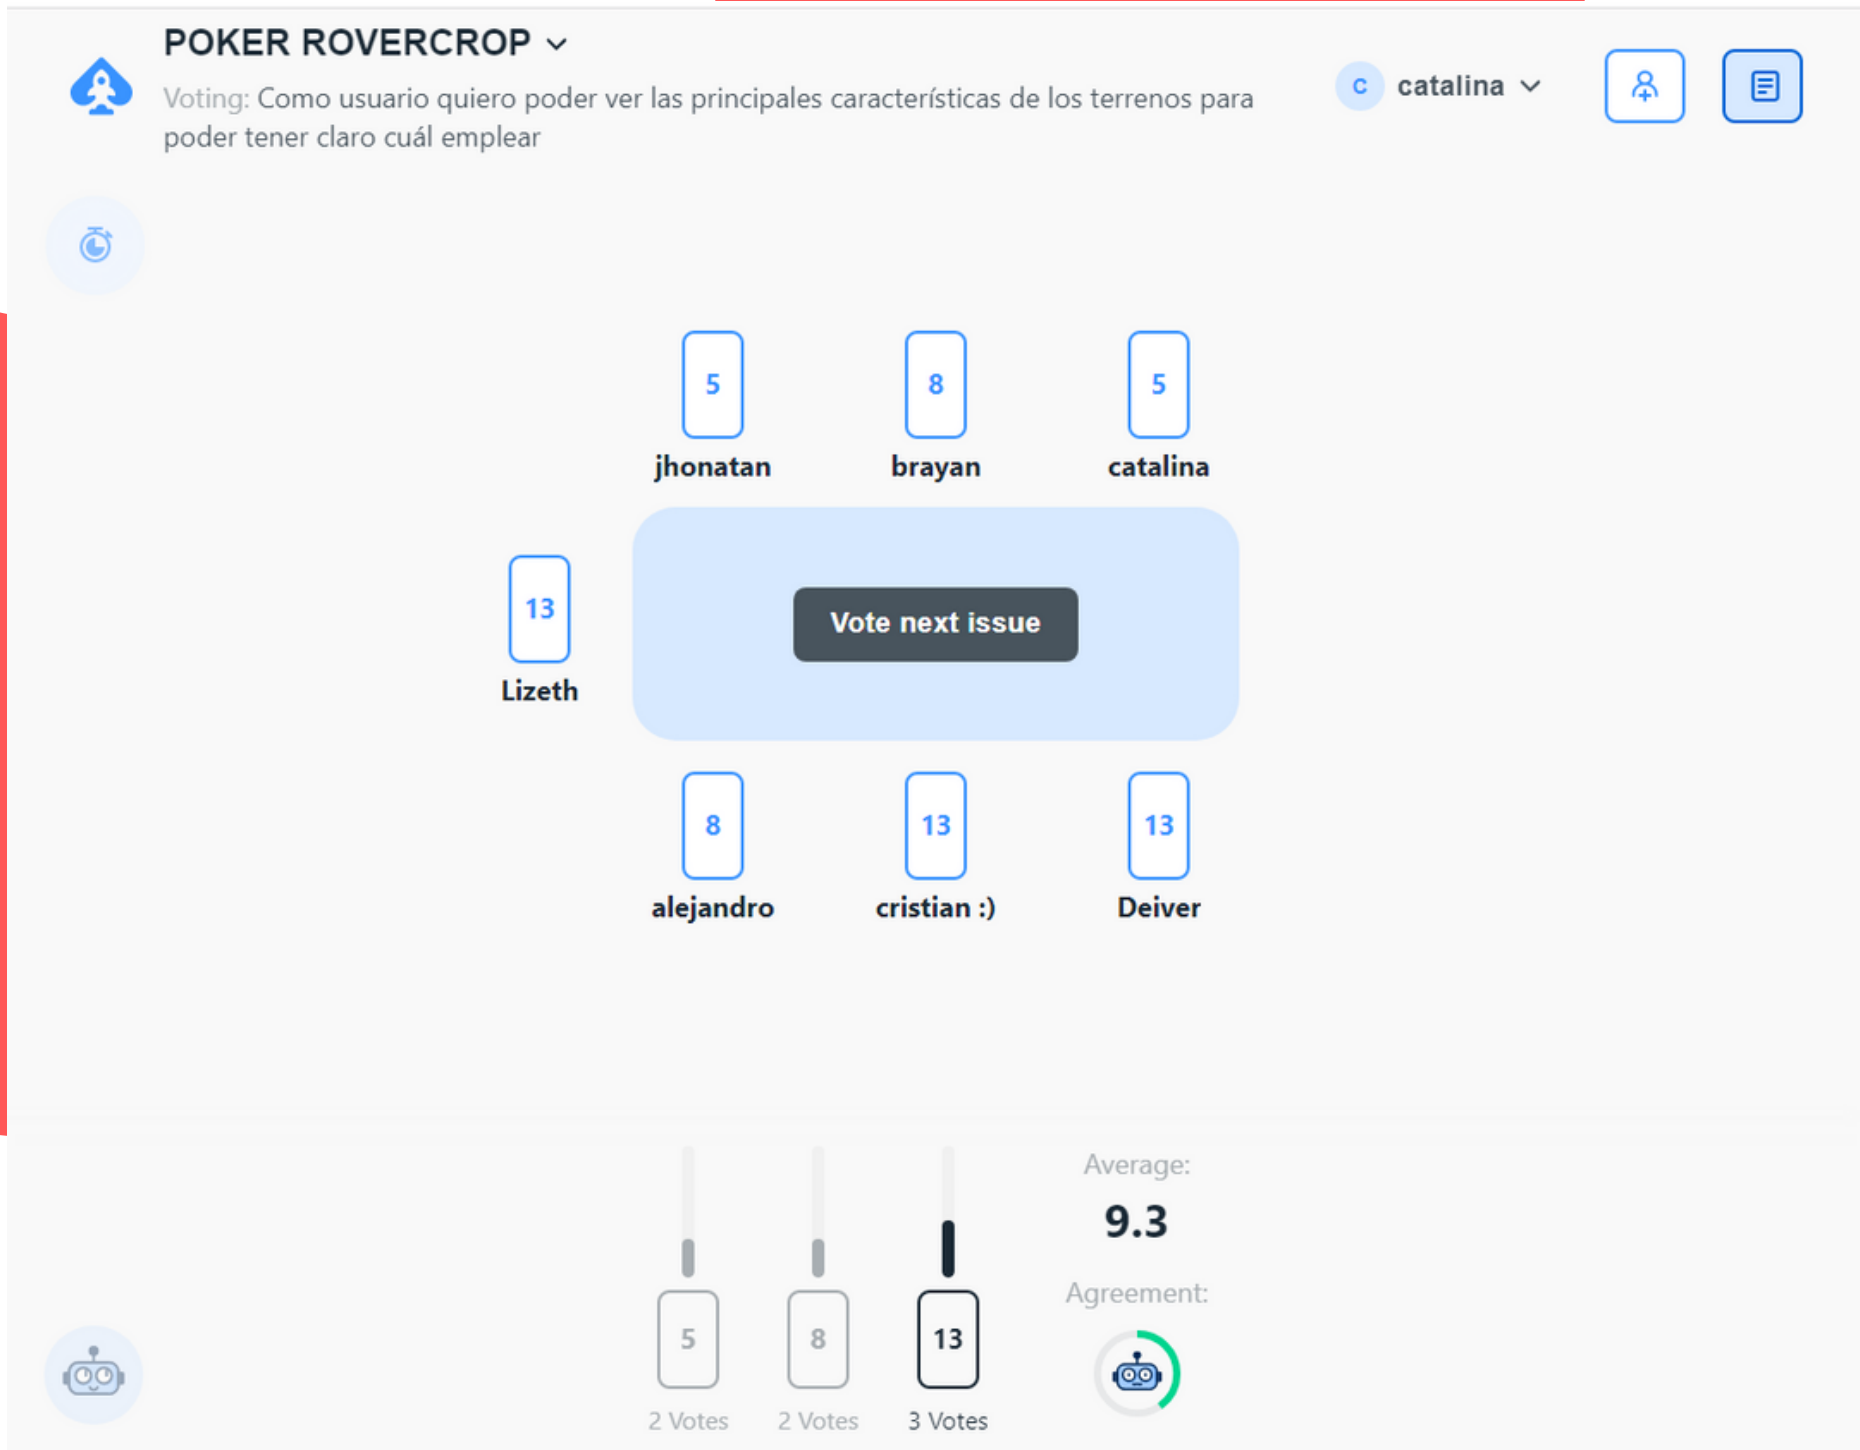 POKER ROVERCROP
Voting: Como usuario quiero poder ver las principales características de los terrenos para
poder tener claro cuál emplear
C catalina
5 8 5
jhonatan brayan catalina
13
Lizeth
Vote next issue
8 13 13
alejandro cristian :) Deiver
Average:
9.3
Agreement:
5 8 13
2 Votes 2 Votes 3 Votes